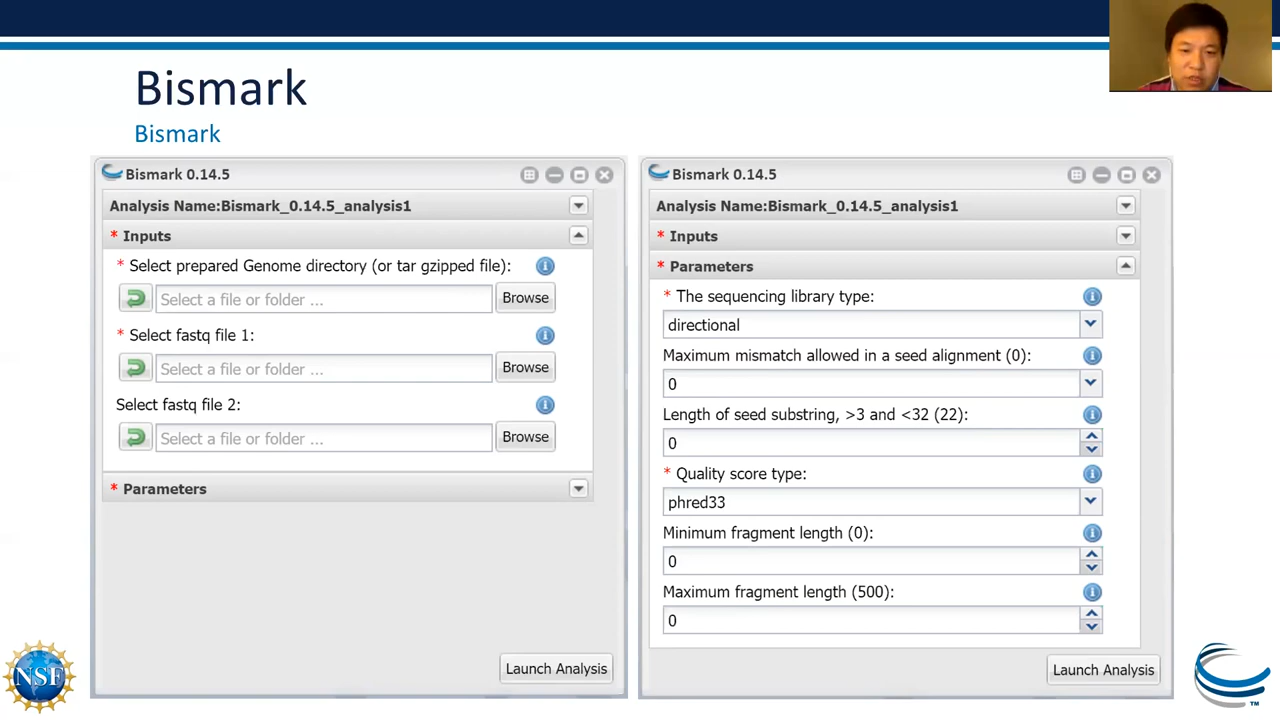 Bismark
Bismark
Bismark 0.14.5
Analysis Name:Bismark_0.14.5_analysis1
* Inputs
* Select prepared Genome directory (or tar gzipped file):
Select a file or folder ...
Browse
* Select fastq file 1:
Select a file or folder ...
Browse
Select fastq file 2:
Select a file or folder ...
Browse
* Parameters
Launch Analysis
Bismark 0.14.5
Analysis Name:Bismark_0.14.5_analysis1
* Inputs
* Parameters
* The sequencing library type:
directional
Maximum mismatch allowed in a seed alignment (0):
0
Length of seed substring, >3 and <32 (22):
0
* Quality score type:
phred33
Minimum fragment length (0):
0
Maximum fragment length (500):
0
Launch Analysis
NSF
TM